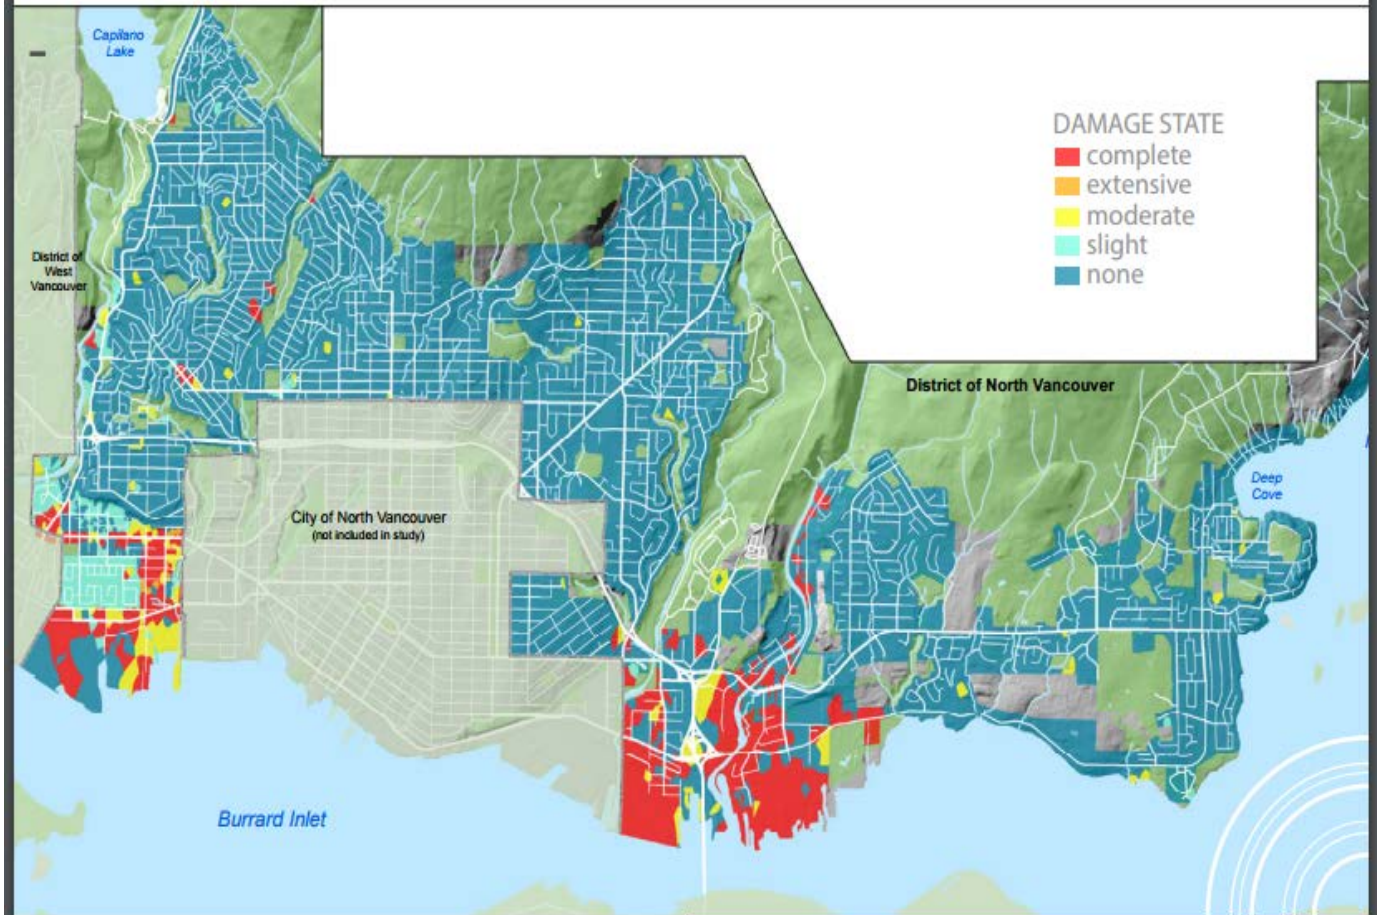 Capilano
Lake
DAMAGE STATE
complete
extensive
moderate
slight
none
District of
West
Vancouver
District of North Vancouver
Deep
Cove
City of North Vancouver
(not included in study)
Burrard Inlet